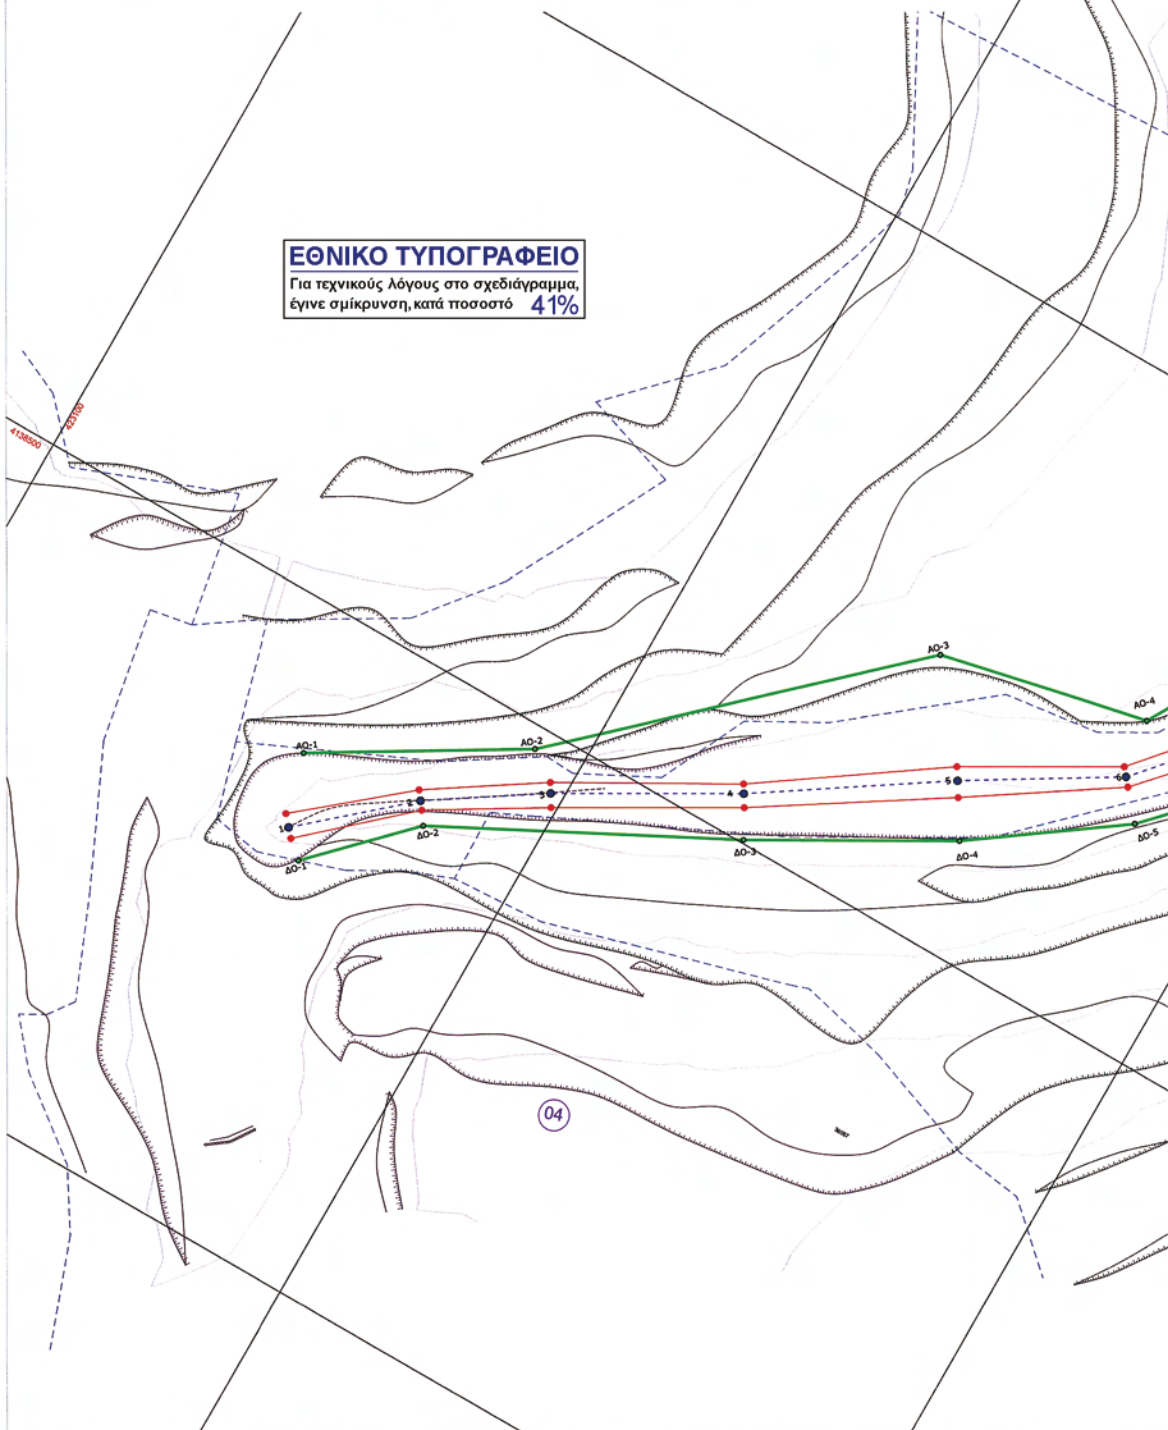 ΕΘΝΙΚΟ ΤΥΠΟΓΡΑΦΕΙΟ
Για τεχνικούς λόγους στο σχεδιάγραμμα,
έγινε σμίκρυνση, κατά ποσοστό 41%
423100
4138500
ΑΟ-3
ΑΟ-4
ΑΟ-1
ΑΟ-2
1
2
3
4
5
6
ΔΟ-1
ΔΟ-2
ΔΟ-3
ΔΟ-4
ΔΟ-5
04